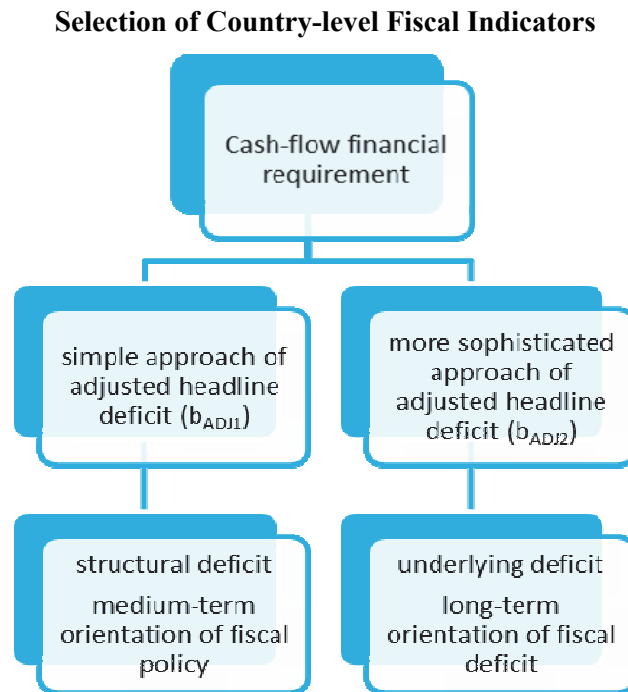 Selection of Country-level Fiscal Indicators
Cash-flow financial
requirement
simple approach of
adjusted headline
deficit (bADJ1)
more sophisticated
approach of
adjusted headline
deficit (bADJ2)
structural deficit
medium-term
orientation of fiscal
policy
underlying deficit
long-term
orientation of fiscal
deficit